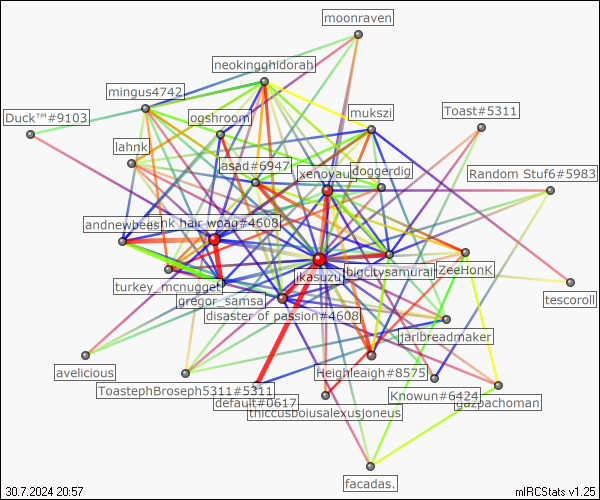 moonraven
neokingghidorah
mingus4742
Toast#5311
Duck™#9103
ogshroom
mukszi
lahnk
asad#6947
xenoyau
doggerdig
Random Stuf6#5983
andnewbees
nk hair woag#4608
ikasuzu
bigcitysamurai
ZeeHonK
turkey_mcnugget
gregor_samsa
tescoroll
disaster of passion#4608
jarlbreadmaker
avelicious
Heighleaigh#8575
ToastephBroseph5311#5311
default#0617
Knowun#6424
gazpachoman
thiccusboiusalexusjoneus
facadas.
30.7.2024 20:57
mIRCStats v1.25